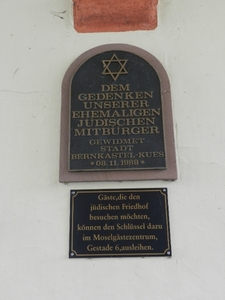 DEM
GEDENKEN
UNSERER
EHEMALIGEN
JÜDISCHEN
MITBÜRGER
GEWIDMET
STADT
BERNKASTEL-KUES
* 08.11.1988 *
Gäste,die den
jüdischen Friedhof
besuchen möchten,
können den Schlüssel dazu
im Moselgästezentrum,
Gestade 6,ausleihen.